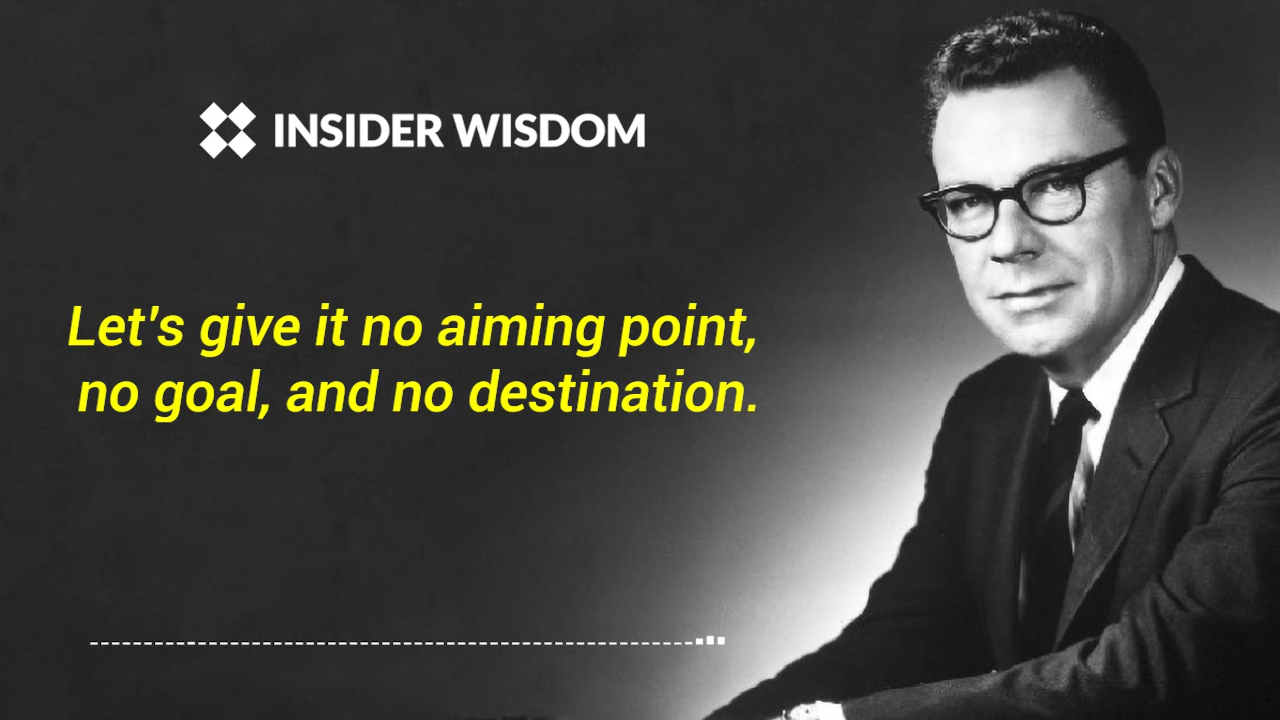 INSIDER WISDOM
Let's give it no aiming point,
no goal, and no destination.